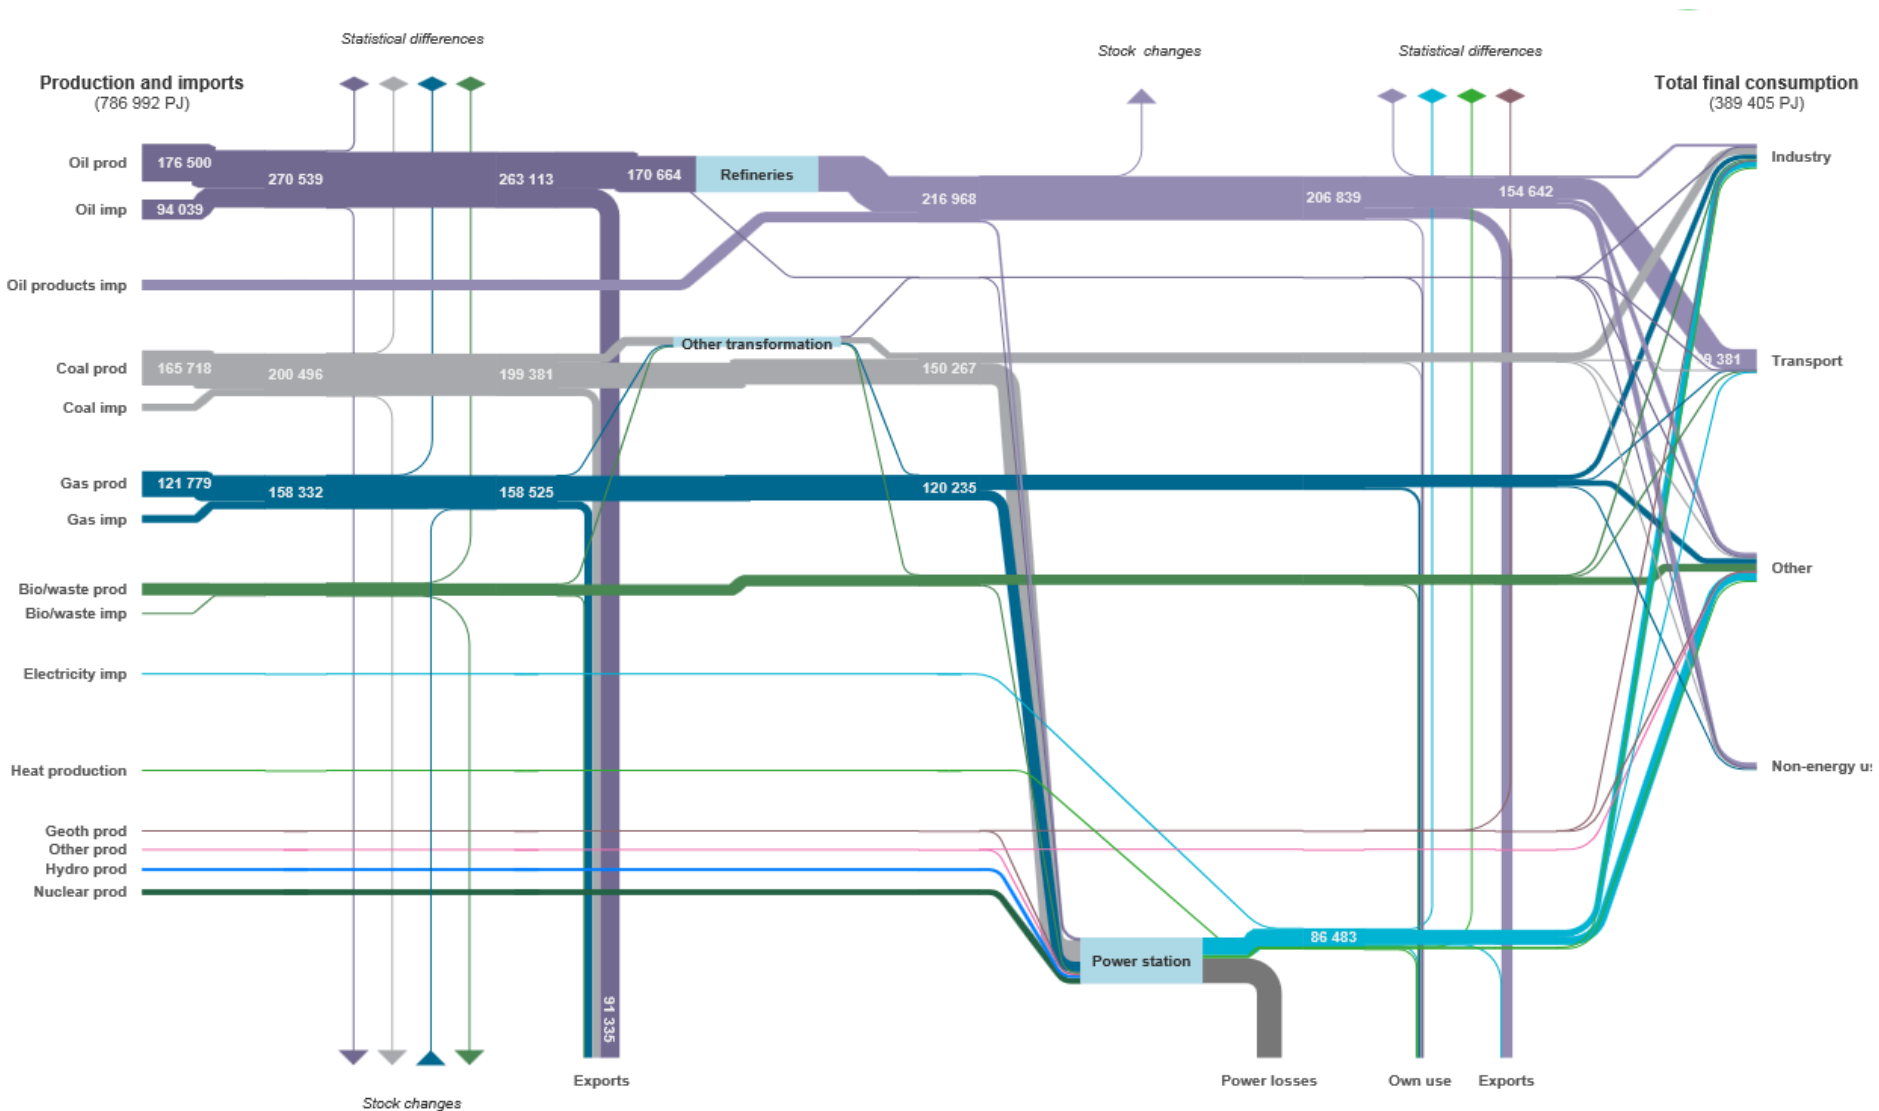 Statistical differences
Stock changes
Statistical differences
Production and imports
(786 992 PJ)
Total final consumption
(389 405 PJ)
Oil prod
176 500
270 539
263 113
170 664
Refineries
216 968
206 839
154 642
Industry
Oil imp
94 039
Oil products imp
Other transformation
Coal prod
165 718
200 496
199 381
150 267
9 381
Transport
Coal imp
Gas prod
121 779
158 332
158 525
120 235
Gas imp
Bio/waste prod
Other
Bio/waste imp
Electricity imp
Heat production
Non-energy u
Geoth prod
Other prod
Hydro prod
Nuclear prod
86 483
Power station
91 335
Exports
Power losses
Own use
Exports
Stock changes